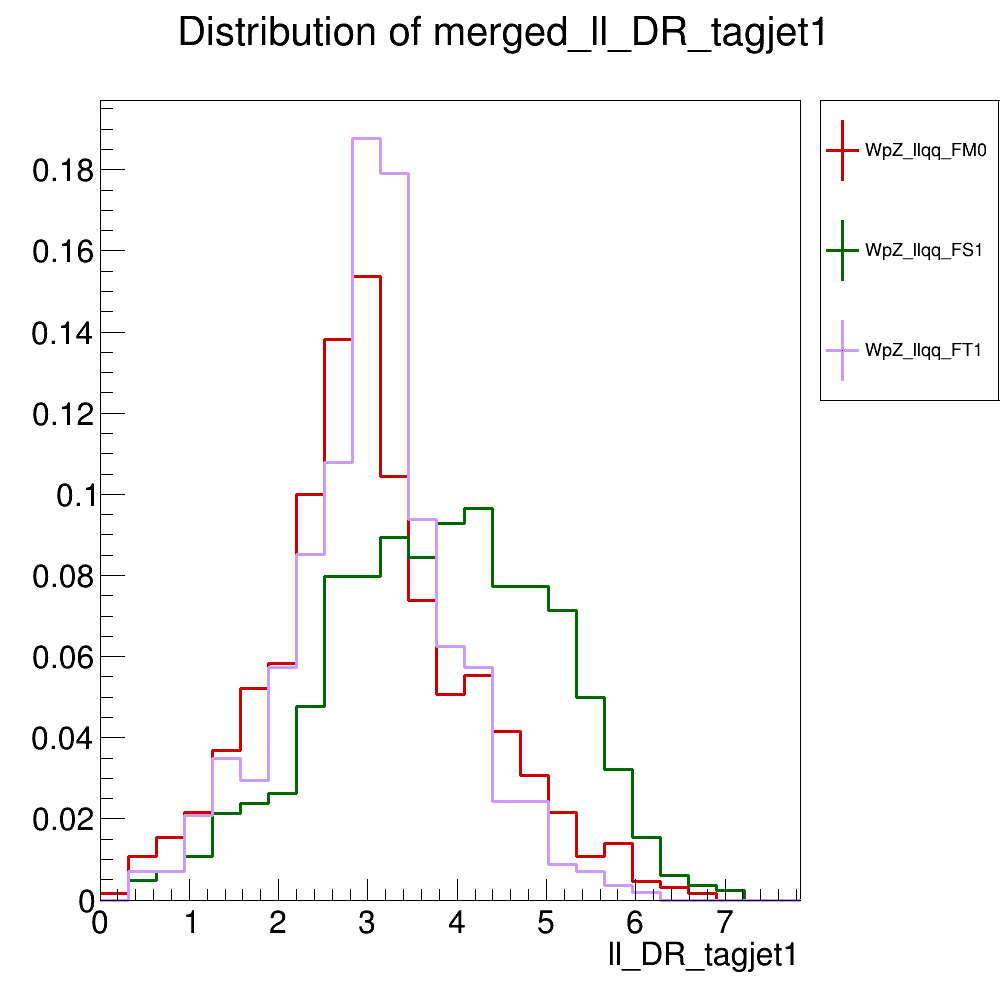 Distribution of merged_ll_DR_tagjet1
WpZ_llqq_FM0
WpZ_llqq_FS1
WpZ_llqq_FT1
0.18
0.16
0.14
0.12
0.1
0.08
0.06
0.04
0.02
0
0 1 2 3 4 5 6 7
ll_DR_tagjet1